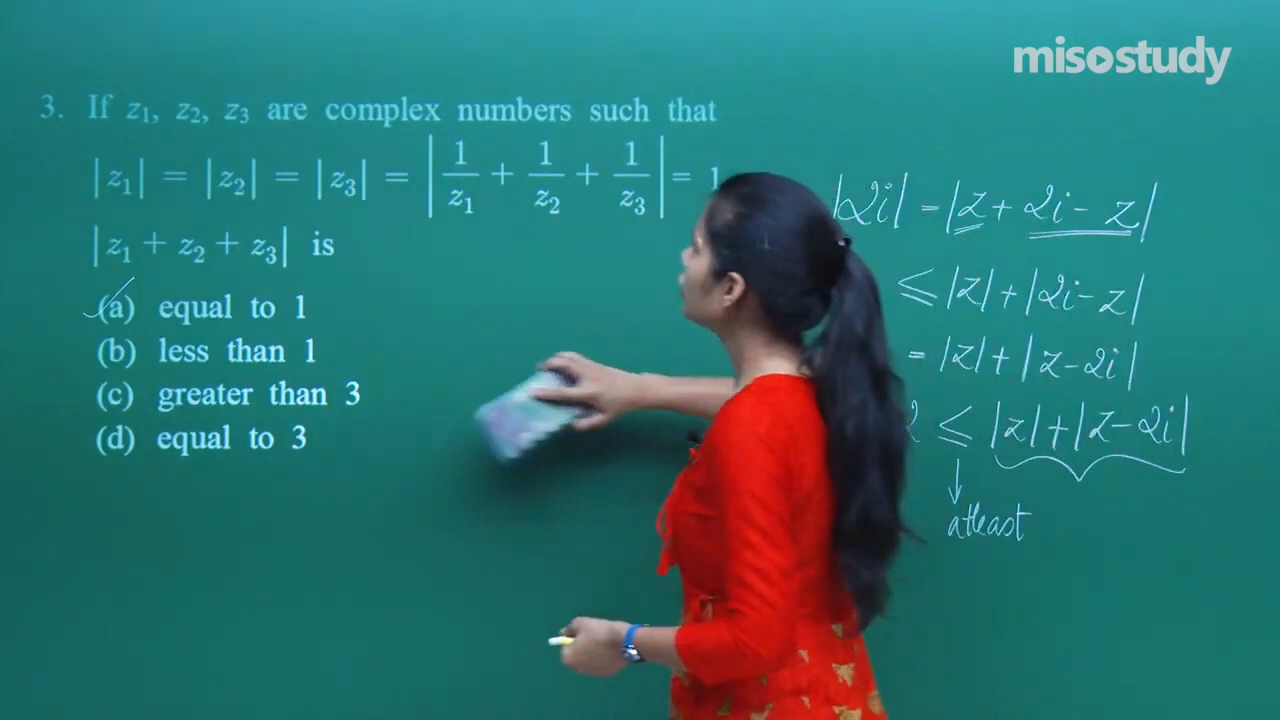 misostudy
3. If z₁, z₂, z₃ are complex numbers such that
|z₁| = |z₂| = |z₃| = |1/z₁ + 1/z₂ + 1/z₃| = 1
|z₁ + z₂ + z₃| is
(a) equal to 1
(b) less than 1
(c) greater than 3
(d) equal to 3
|2i| = |z + 2i - z|
≤ |z| + |2i - z|
= |z| + |z - 2i|
2 ≤ |z| + |z - 2i|
atleast